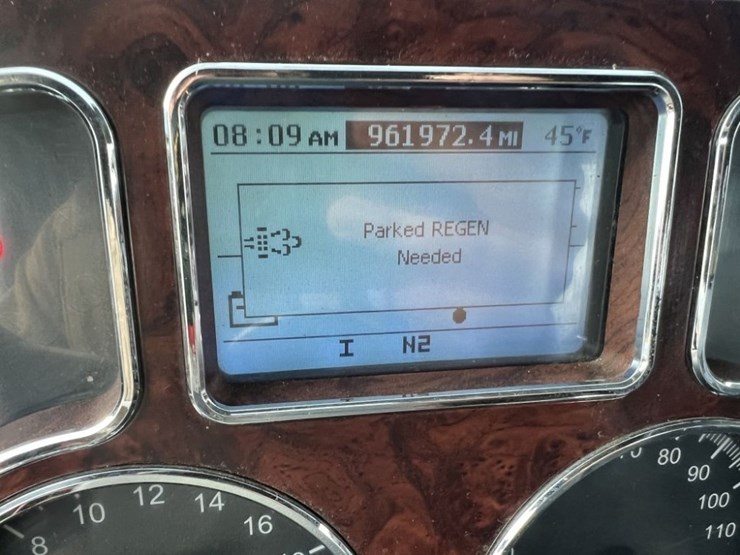 08:09 AM 961972.4 MI 45°F
Parked REGEN
Needed
I N2
8 10 12 14 16
80 90 100 110